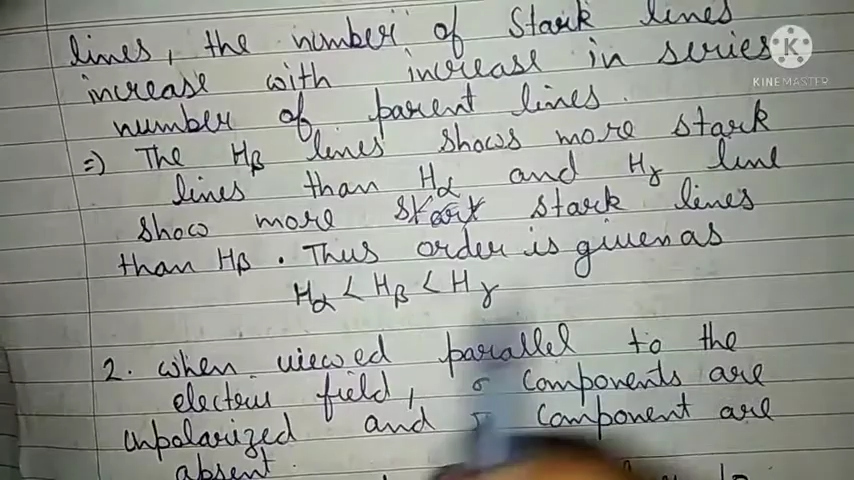 lines, the number of Stark lines
increase with increase in series
number of parent lines.
⇒ The Hβ lines shows more stark
lines than Hα and Hγ line
show more stark lines
than Hβ. Thus order is given as
Hα < Hβ < Hγ
2. when viewed parallel to the
electric field, σ components are
unpolarized and component are
absent.
K
KINEMASTER